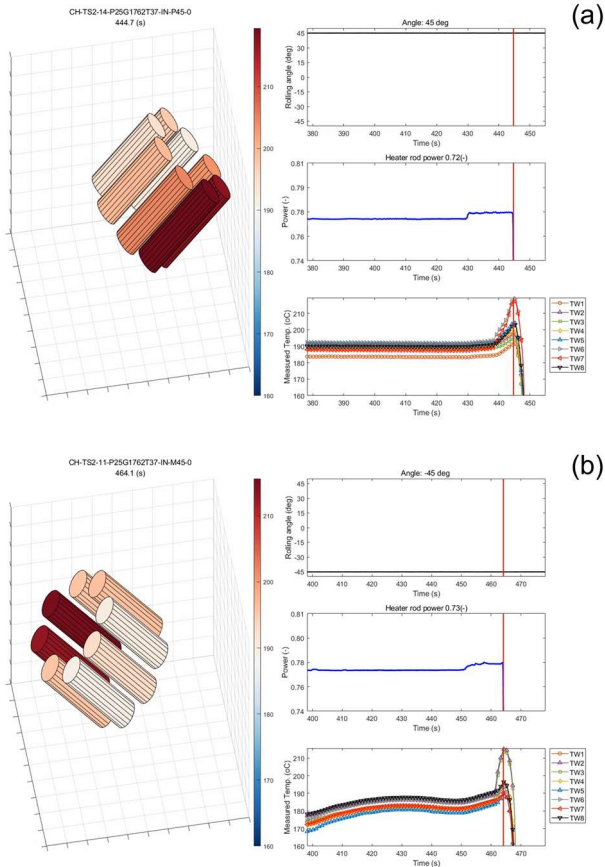 CH-TS2-14-P25G1762T37-IN-P45-0
444.7 (s)
210
200
190
180
170
160
(a)
Angle: 45 deg
Rolling angle (deg)
45
30
15
0
-15
-30
-45
380 390 400 410 420 430 440 450
Time (s)
Heater rod power 0.72(-)
Power (-)
0.81
0.78
0.76
0.74
380 390 400 410 420 430 440 450
Time (s)
Measured Temp. (oC)
210
200
190
180
170
160
380 390 400 410 420 430 440 450
Time (s)
TW1
TW2
TW3
TW4
TW5
TW6
TW7
TW8
CH-TS2-11-P25G1762T37-IN-M45-0
464.1 (s)
210
200
190
180
170
160
(b)
Angle: -45 deg
Rolling angle (deg)
45
30
15
0
-15
-30
-45
400 410 420 430 440 450 460 470
Time (s)
Heater rod power 0.73(-)
Power (-)
0.81
0.78
0.76
0.74
400 410 420 430 440 450 460 470
Time (s)
Measured Temp. (oC)
210
200
190
180
170
160
400 410 420 430 440 450 460 470
Time (s)
TW1
TW2
TW3
TW4
TW5
TW6
TW7
TW8